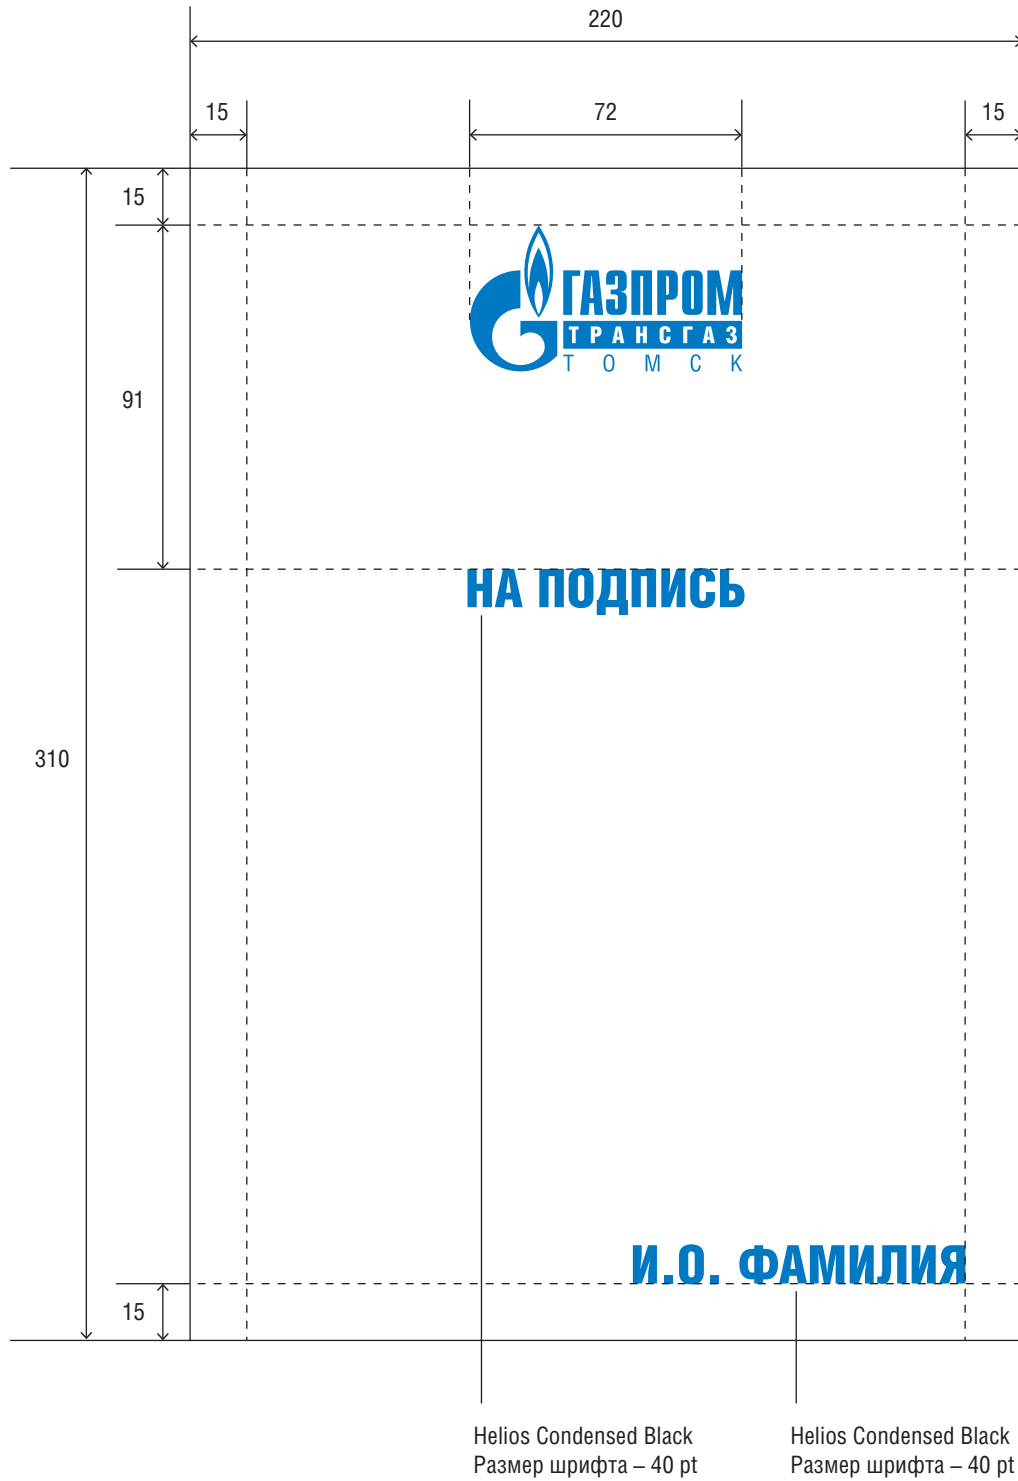 220
15 72 15
15
ГАЗПРОМ
ТРАНСГАЗ
ТОМСК
91
НА ПОДПИСЬ
310
И.О. ФАМИЛИЯ
15
Helios Condensed Black
Размер шрифта – 40 pt
Helios Condensed Black
Размер шрифта – 40 pt